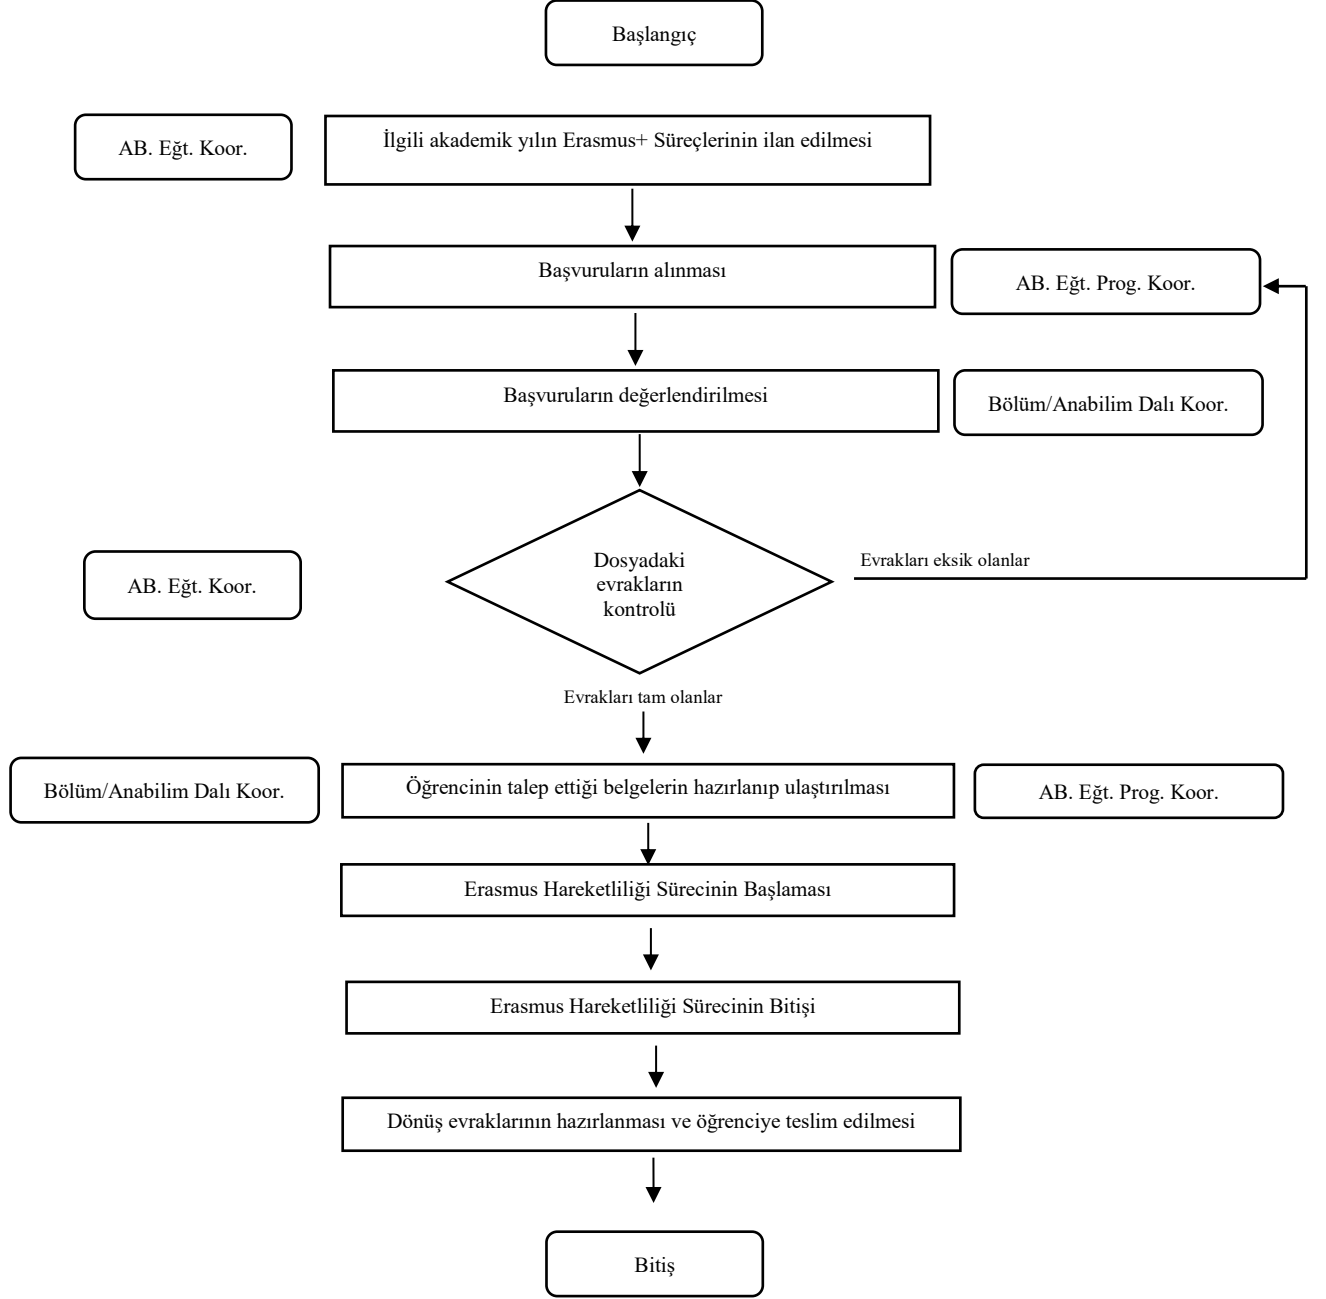 Başlangıç
AB. Eğt. Koor.
İlgili akademik yılın Erasmus+ Süreçlerinin ilan edilmesi
Başvuruların alınması
AB. Eğt. Prog. Koor.
Başvuruların değerlendirilmesi
Bölüm/Anabilim Dalı Koor.
Dosyadaki
evrakların
kontrolü
Evrakları eksik olanlar
AB. Eğt. Koor.
Evrakları tam olanlar
Bölüm/Anabilim Dalı Koor.
Öğrencinin talep ettiği belgelerin hazırlanıp ulaştırılması
AB. Eğt. Prog. Koor.
Erasmus Hareketliliği Sürecinin Başlaması
Erasmus Hareketliliği Sürecinin Bitişi
Dönüş evraklarının hazırlanması ve öğrenciye teslim edilmesi
Bitiş